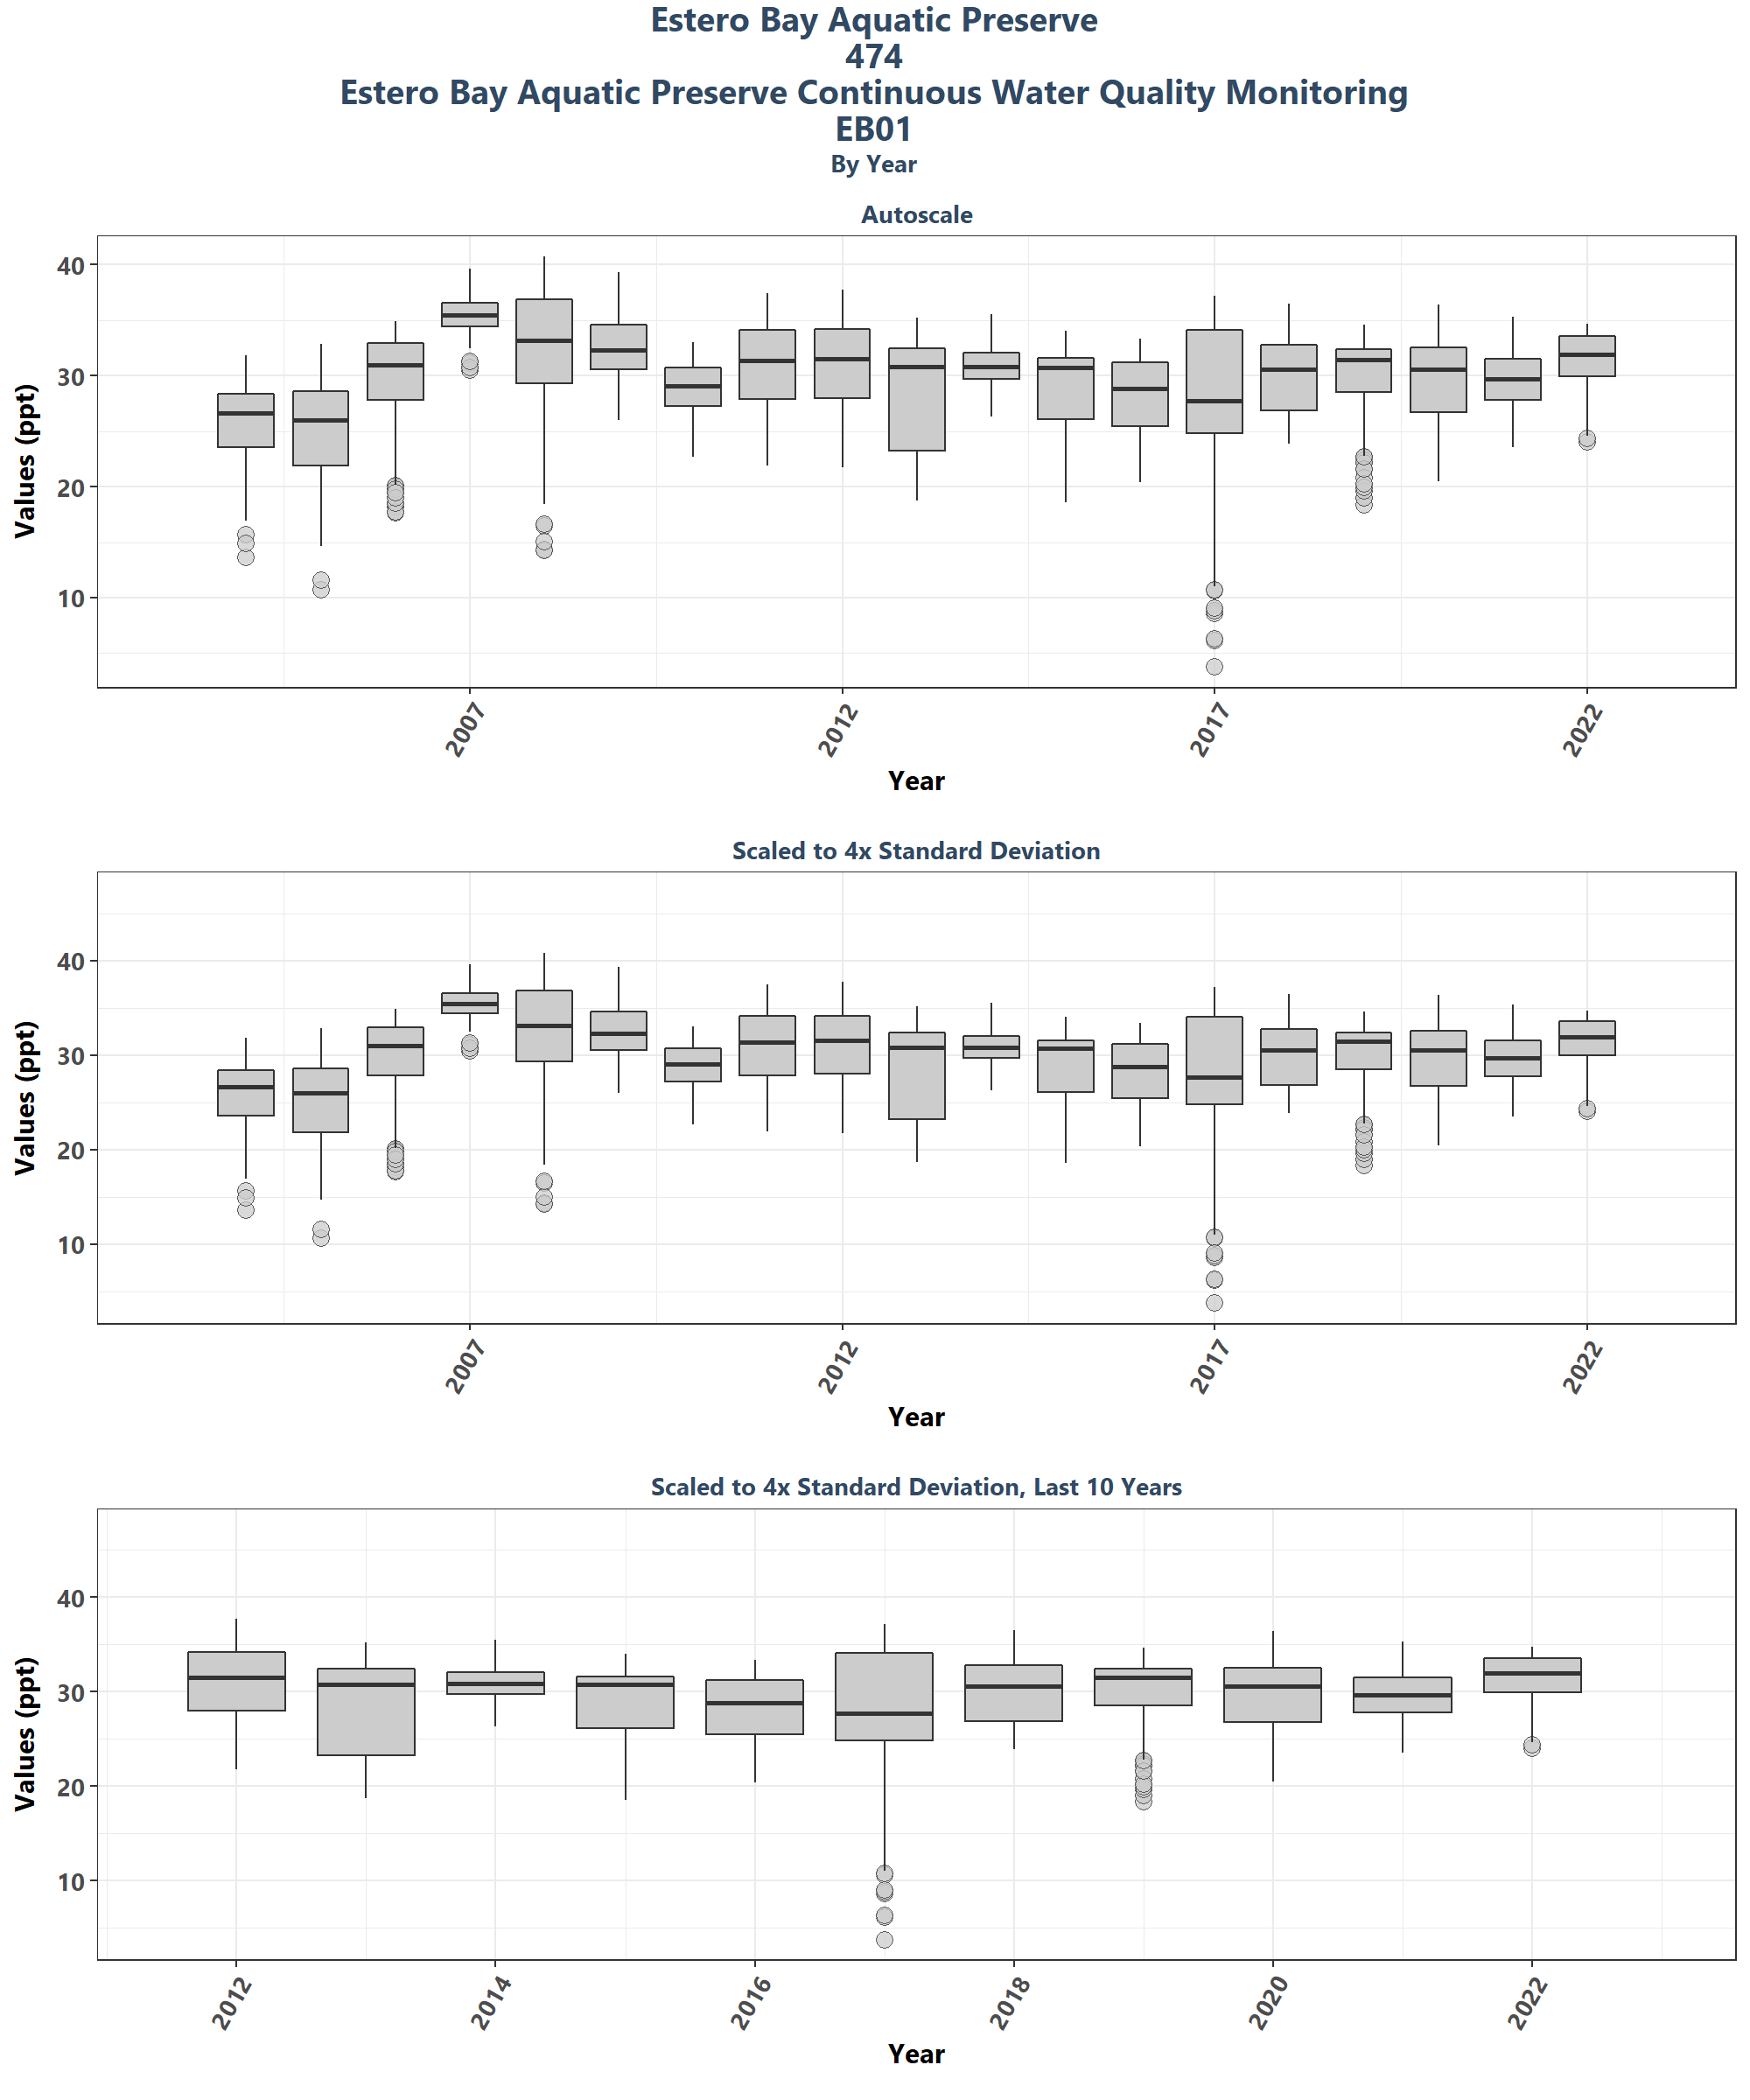 Estero Bay Aquatic Preserve
474
Estero Bay Aquatic Preserve Continuous Water Quality Monitoring
EB01
By Year
Autoscale
Values (ppt)
40
30
20
10
2007
2012
2017
2022
Year
Scaled to 4x Standard Deviation
Values (ppt)
40
30
20
10
2007
2012
2017
2022
Year
Scaled to 4x Standard Deviation, Last 10 Years
Values (ppt)
40
30
20
10
2012
2014
2016
2018
2020
2022
Year